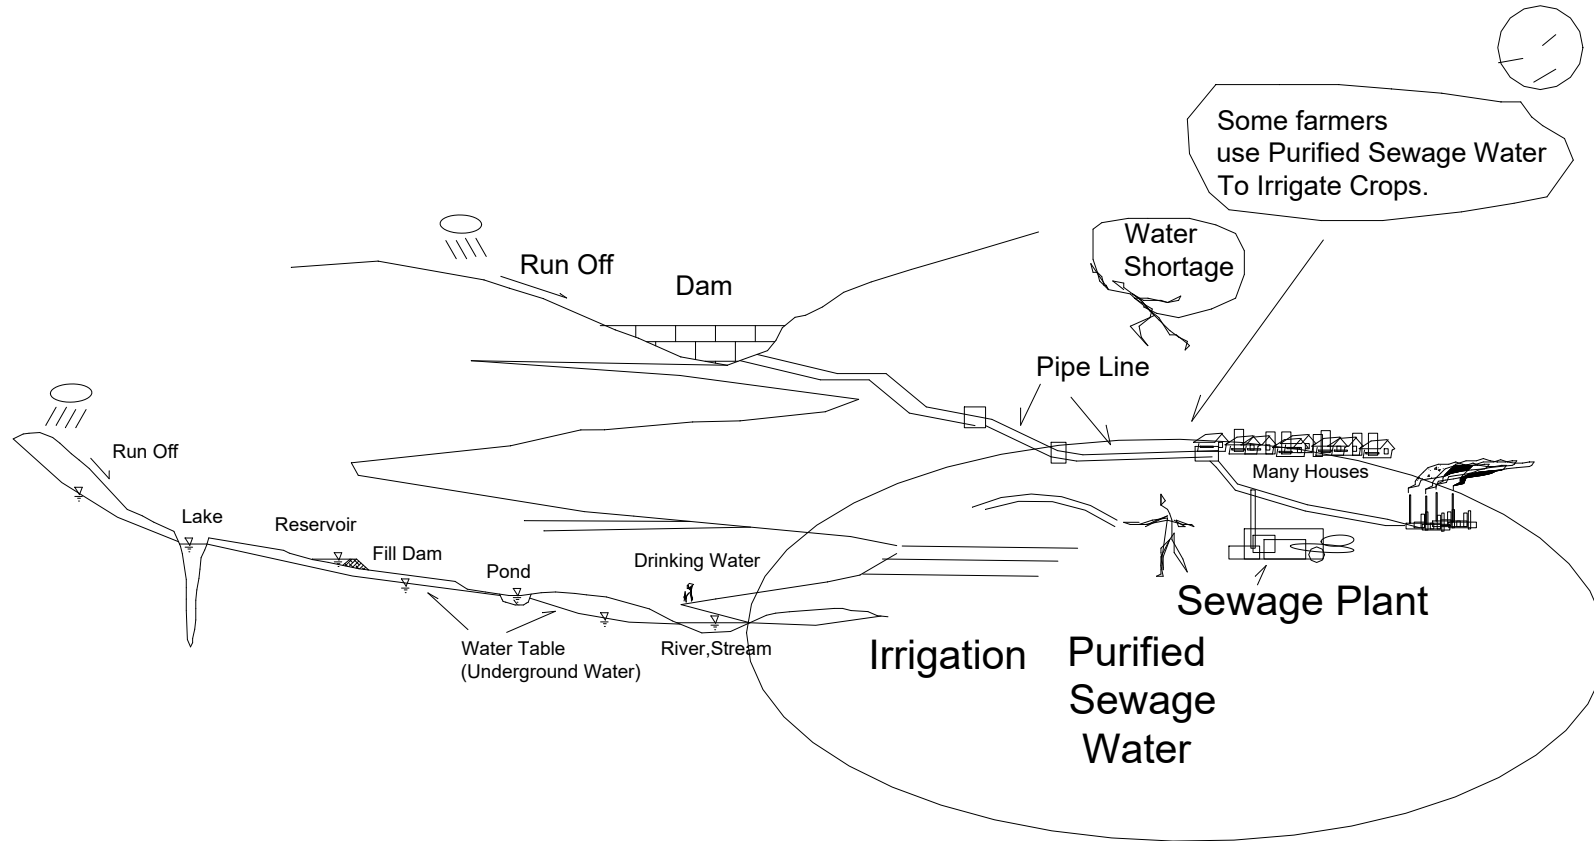 Some farmers
use Purified Sewage Water
To Irrigate Crops.
Water
Shortage
Run Off
Dam
Pipe Line
Run Off
Many Houses
Lake
Reservoir
Fill Dam
Pond
Drinking Water
Sewage Plant
Water Table
(Underground Water)
River,Stream
Irrigation
Purified
Sewage
Water